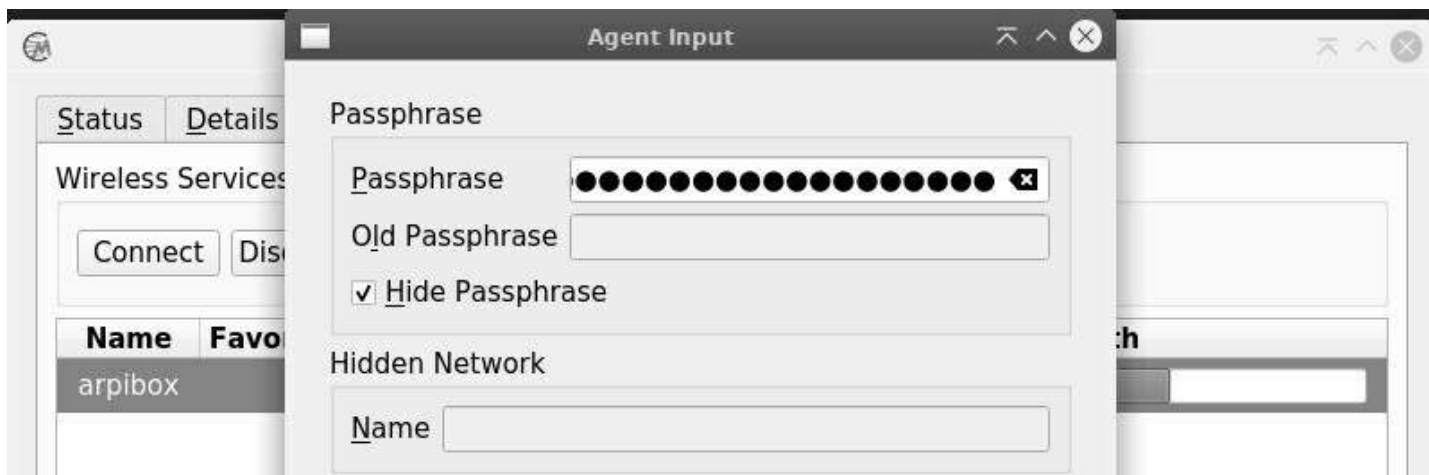 Agent Input
Status Details
Passphrase
Wireless Services
Passphrase
Old Passphrase
Connect
Hide Passphrase
Name
Hidden Network
arpibox
Name